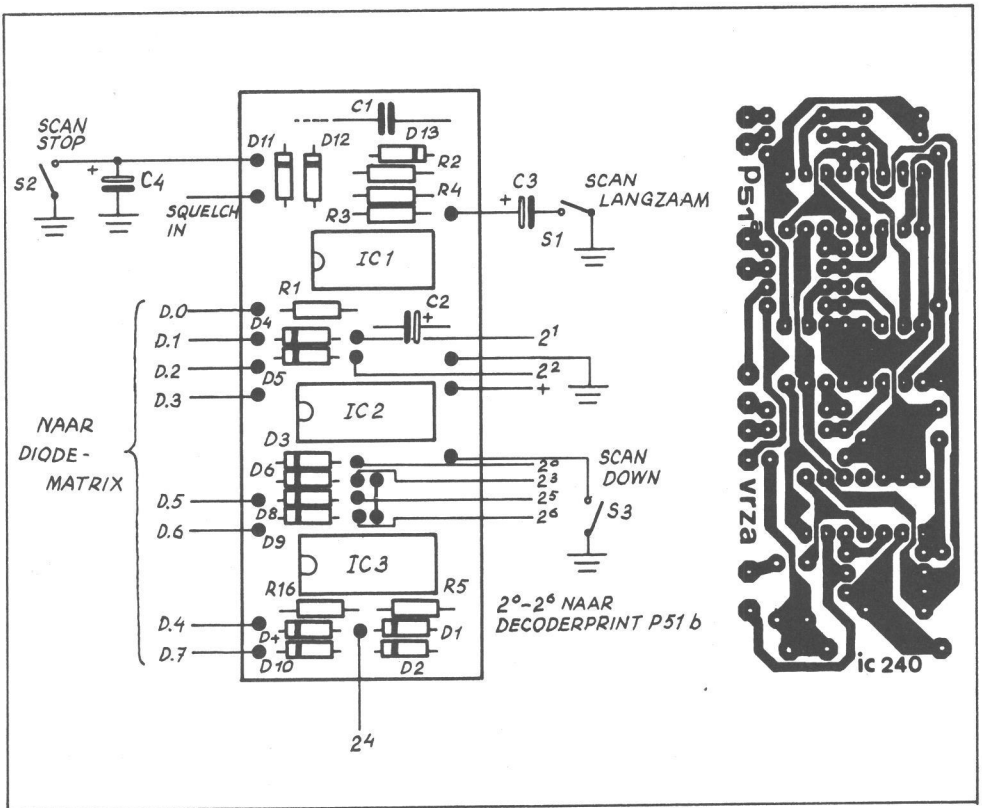 SCAN
STOP
S2
+
C4
SQUELCH
IN
C1
D11
D12
D13
R2
R4
R3
IC1
C3
+
SCAN
LANGZAAM
S1
R1
C2
+
D4
D5
D.0
D.1
D.2
D.3
2¹
2²
+
IC2
NAAR
DIODE-
MATRIX
D3
D6
D8
D9
D.5
D.6
2⁰
2³
2⁵
2⁶
SCAN
DOWN
S3
IC3
R16
R5
D.4
D.7
D+
D10
D1
D2
2⁰-2⁶ NAAR
DECODERPRINT P51 b
24
P51a
vrza
ic 240